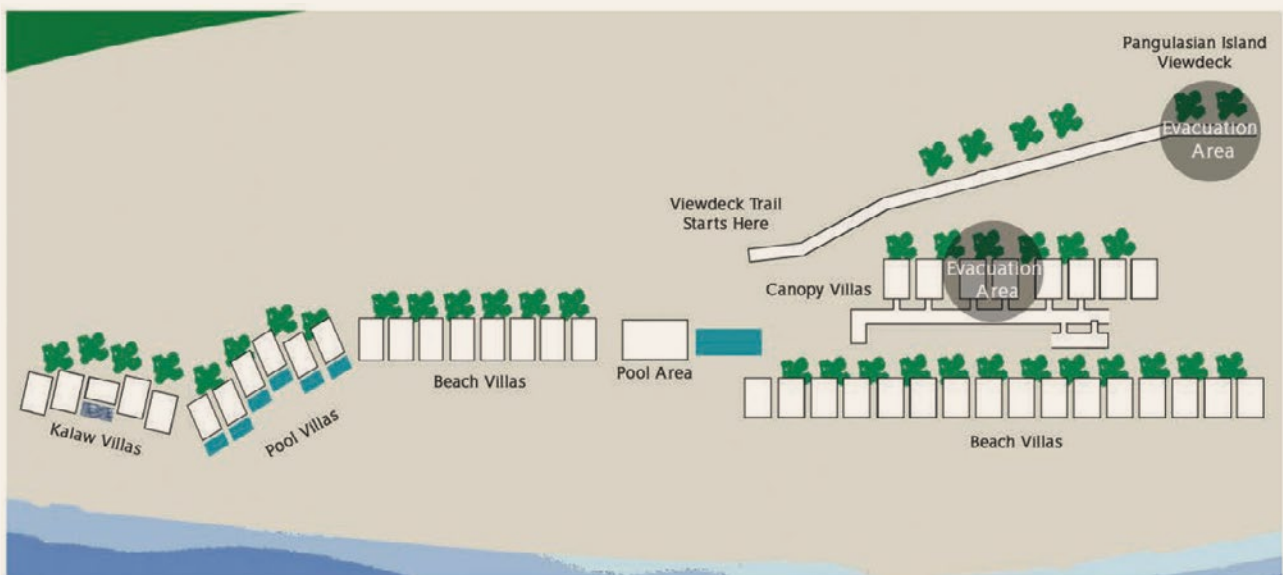 Pangulasian Island
Viewdeck
Evacuation
Area
Viewdeck Trail
Starts Here
Canopy Villas
Evacuation
Area
Beach Villas
Pool Area
Kalaw Villas
Pool Villas
Beach Villas